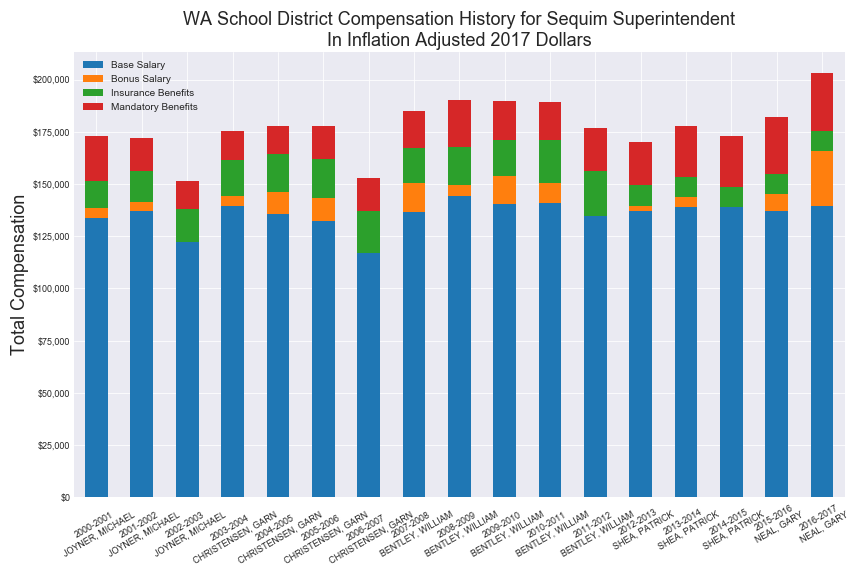 WA School District Compensation History for Sequim Superintendent
In Inflation Adjusted 2017 Dollars
Base Salary
Bonus Salary
Insurance Benefits
Mandatory Benefits
Total Compensation
$200,000
$175,000
$150,000
$125,000
$100,000
$75,000
$50,000
$25,000
$0
2000-2001
JOYNER, MICHAEL
2001-2002
JOYNER, MICHAEL
2002-2003
JOYNER, MICHAEL
2003-2004
CHRISTENSEN, GARN
2004-2005
CHRISTENSEN, GARN
2005-2006
CHRISTENSEN, GARN
2006-2007
CHRISTENSEN, GARN
2007-2008
BENTLEY, WILLIAM
2008-2009
BENTLEY, WILLIAM
2009-2010
BENTLEY, WILLIAM
2010-2011
BENTLEY, WILLIAM
2011-2012
BENTLEY, WILLIAM
2012-2013
SHEA, PATRICK
2013-2014
SHEA, PATRICK
2014-2015
SHEA, PATRICK
2015-2016
NEAL, GARY
2016-2017
NEAL, GARY